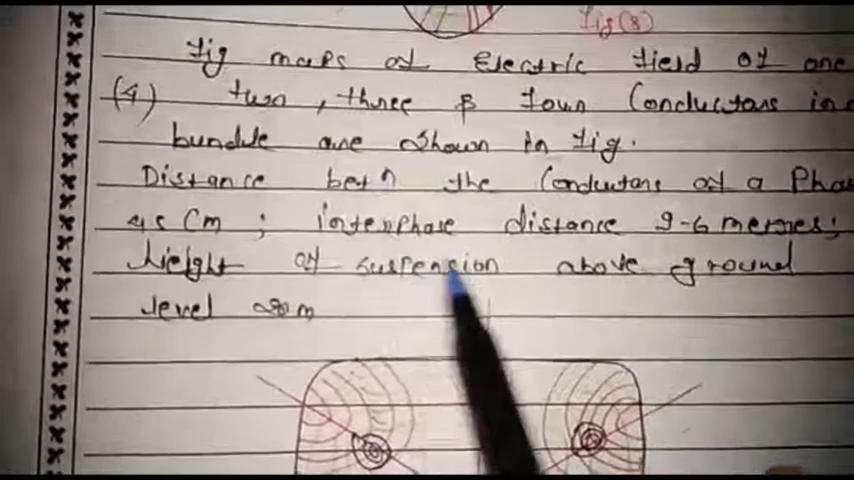 fig(8)
fig maps of Electric field of one
(4) two, three & four Conductors in
bundle are shown in fig.
Distance betn the Conductors of a Phas
45 Cm ; interphase distance 9-6 metres;
height of suspension above ground
level 20m